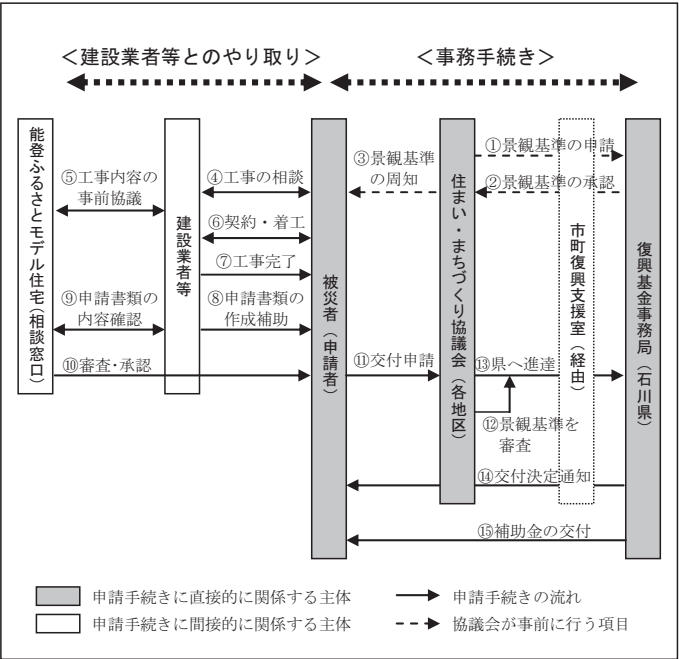 <建設業者等とのやり取り>
<事務手続き>
能登ふるさとモデル住宅(相談窓口)
建設業者等
被災者(申請者)
住まい・まちづくり協議会(各地区)
市町復興支援室(経由)
復興基金事務局(石川県)
①景観基準の申請
②景観基準の承認
③景観基準
の周知
④工事の相談
⑤工事内容の
事前協議
⑥契約・着工
⑦工事完了
⑧申請書類の
作成補助
⑨申請書類の
内容確認
⑩審査・承認
⑪交付申請
⑬県へ進達
⑫景観基準を
審査
⑭交付決定通知
⑮補助金の交付
申請手続きに直接的に関係する主体
申請手続きの流れ
申請手続きに間接的に関係する主体
協議会が事前に行う項目